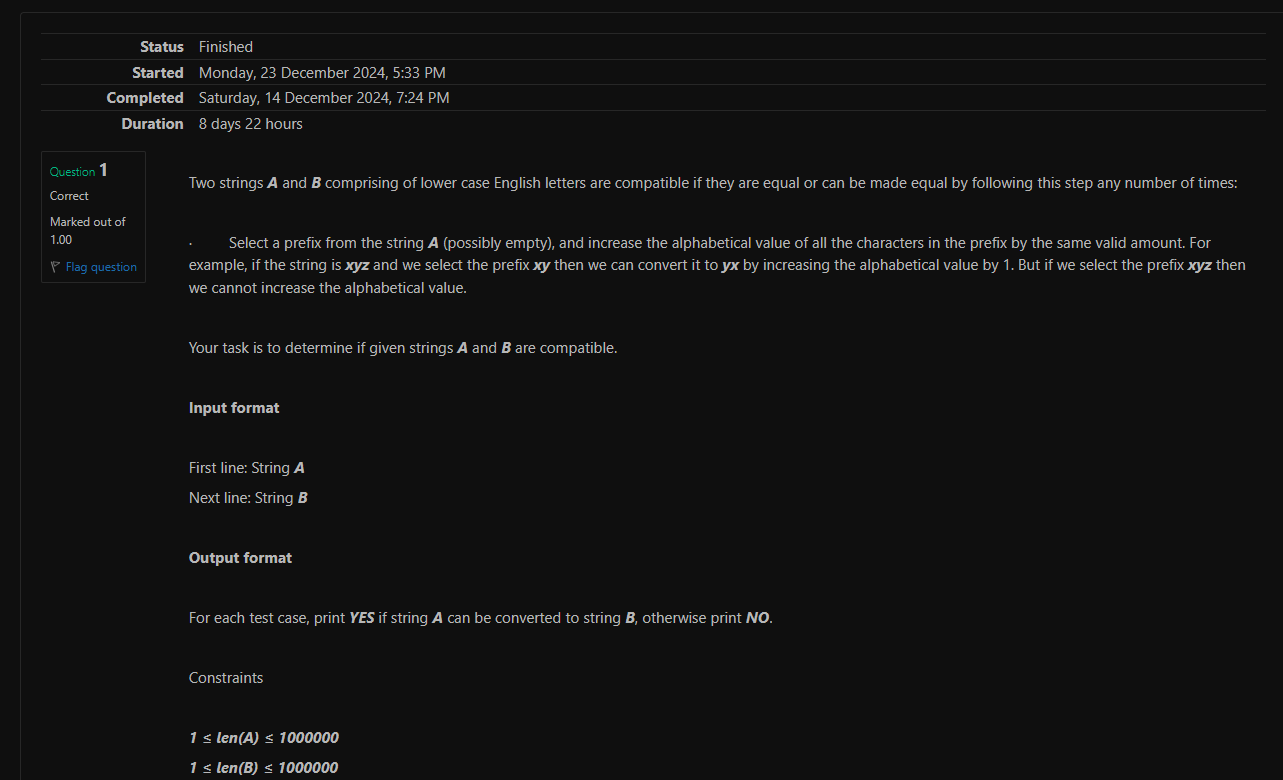 Status Finished
Started Monday, 23 December 2024, 5:33 PM
Completed Saturday, 14 December 2024, 7:24 PM
Duration 8 days 22 hours
Question 1
Correct
Marked out of
1.00
Flag question
Two strings A and B comprising of lower case English letters are compatible if they are equal or can be made equal by following this step any number of times:
· Select a prefix from the string A (possibly empty), and increase the alphabetical value of all the characters in the prefix by the same valid amount. For
example, if the string is xyz and we select the prefix xy then we can convert it to yx by increasing the alphabetical value by 1. But if we select the prefix xyz then
we cannot increase the alphabetical value.
Your task is to determine if given strings A and B are compatible.
Input format
First line: String A
Next line: String B
Output format
For each test case, print YES if string A can be converted to string B, otherwise print NO.
Constraints
1 ≤ len(A) ≤ 1000000
1 ≤ len(B) ≤ 1000000